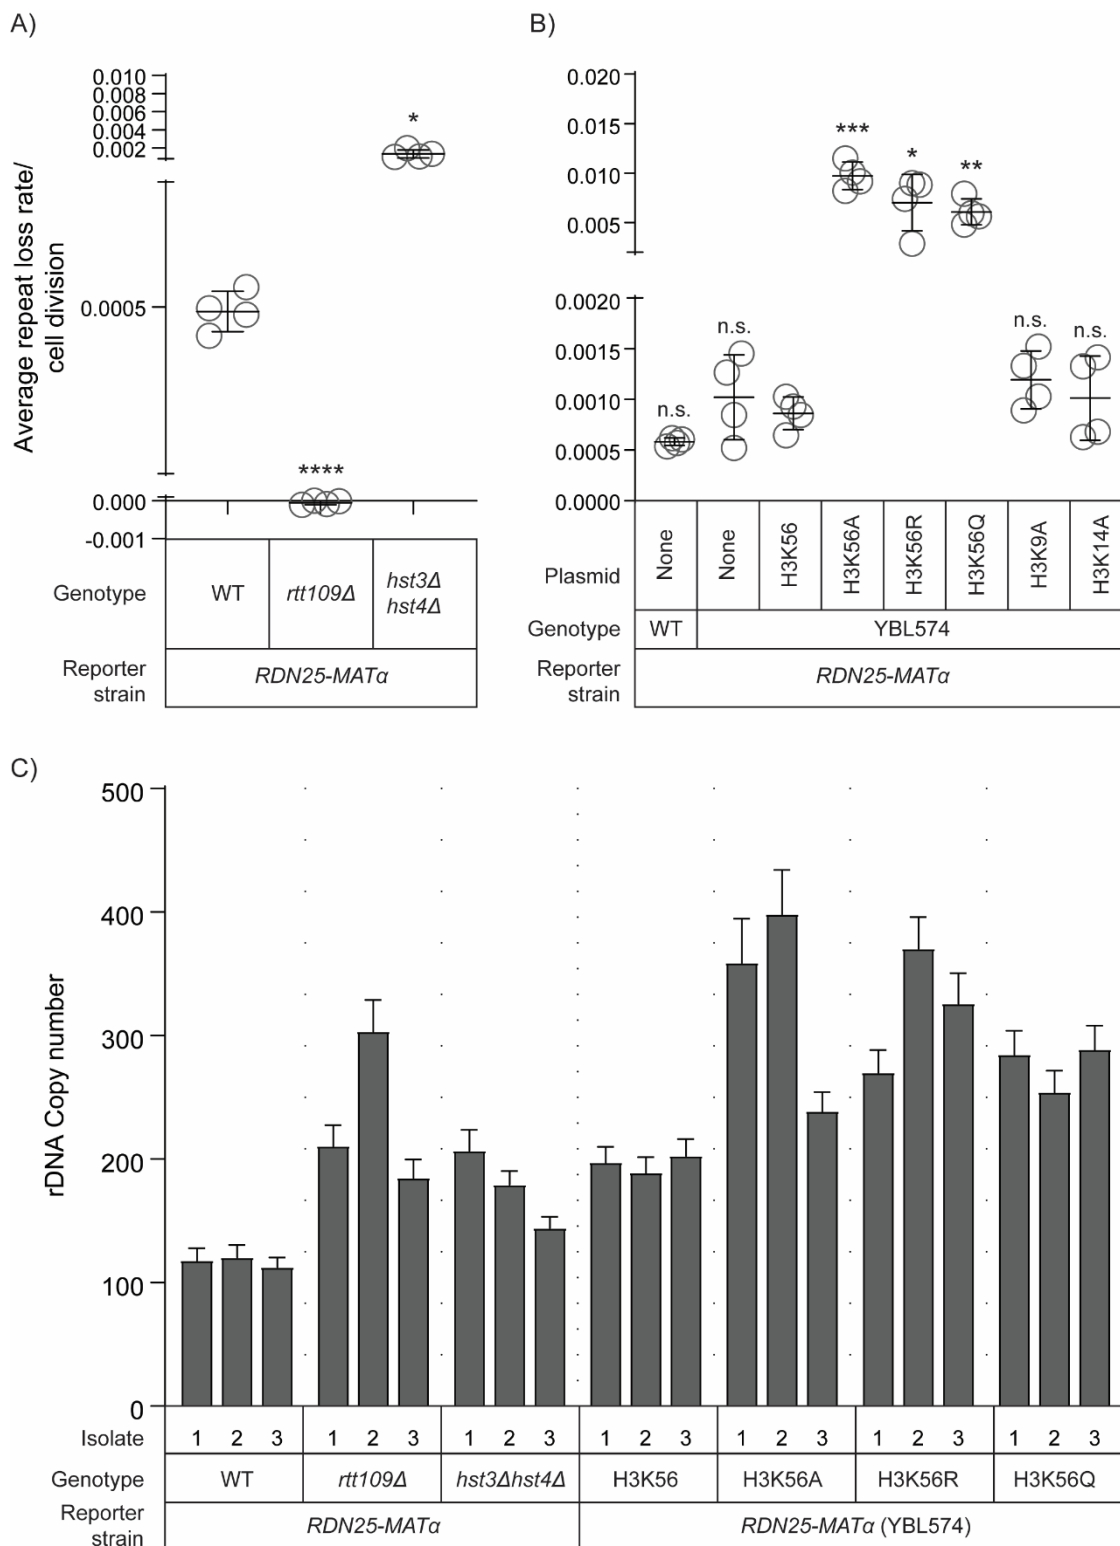 A)
0.010
0.008
0.006
0.004
0.002
0.0005
0.000
-0.001
Average repeat loss rate/
cell division
*
****
Genotype WT rtt109Δ hst3Δ
hst4Δ
Reporter
strain RDN25-MATα
B)
0.020
0.015
0.010
0.005
0.0020
0.0015
0.0010
0.0005
0.0000
n.s. n.s. *** * ** n.s. n.s.
Plasmid None None H3K56 H3K56A H3K56R H3K56Q H3K9A H3K14A
Genotype WT YBL574
Reporter
strain RDN25-MATα
C)
500
400
300
200
100
0
rDNA Copy number
Isolate 1 2 3 1 2 3 1 2 3 1 2 3 1 2 3 1 2 3 1 2 3
Genotype WT rtt109Δ hst3Δhst4Δ H3K56 H3K56A H3K56R H3K56Q
Reporter
strain RDN25-MATα RDN25-MATα (YBL574)